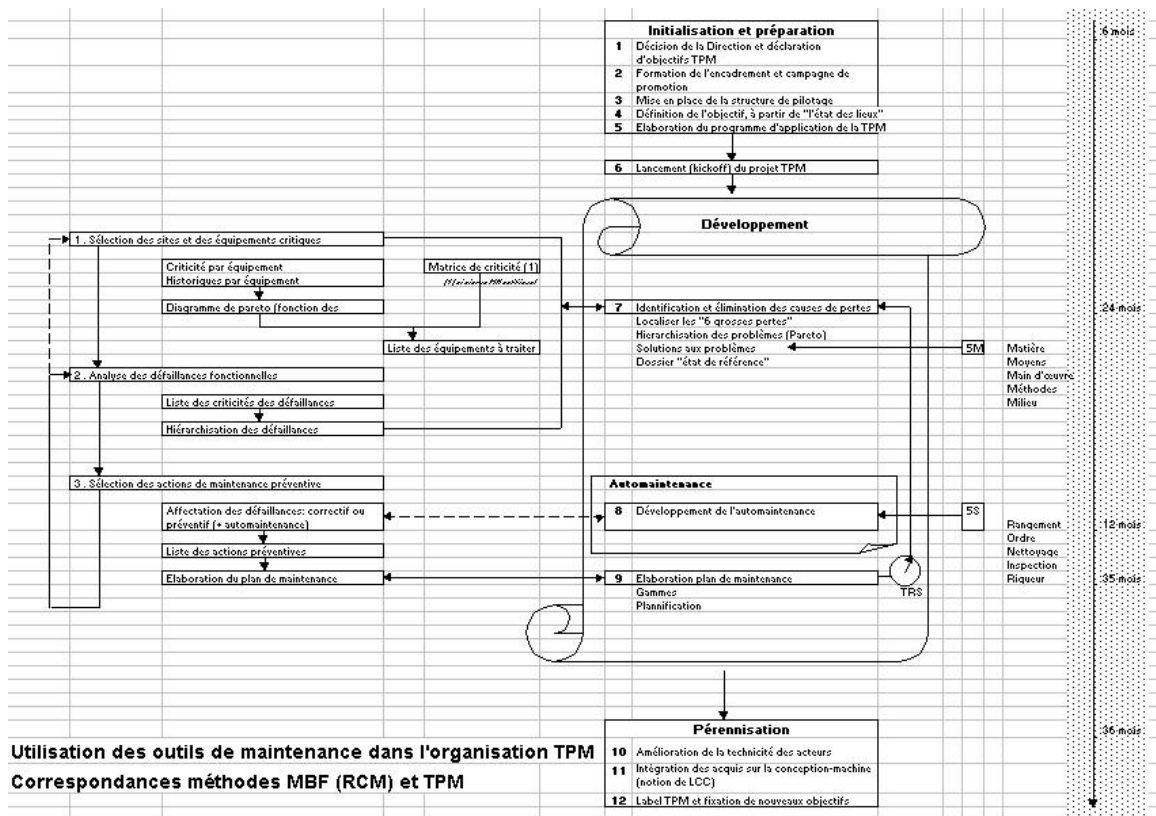 Initialisation et préparation
1 Décision de la Direction et déclaration
d'objectifs TPM
2 Formation de l'encadrement et campagne de
promotion
3 Mise en place de la structure de pilotage
4 Définition de l'objectif, à partir de "l'état des lieux"
5 Elaboration du programme d'application de la TPM
6 mois
6 Lancement (kickoff) du projet TPM
Développement
1. Sélection des sites et des équipements critiques
Criticité par équipement
Historiques par équipement
Matrice de criticité (1)
Diagramme de pareto (fonction des
Liste des équipements à traiter
7 Identification et élimination des causes de pertes
Localiser les "6 grosses pertes"
Hierarchisation des problèmes (Pareto)
Solutions aux problèmes
Dossier "état de référence"
24 mois
5M
Matière
Moyens
Main d'œuvre
Méthodes
Milieu
2. Analyse des défaillances fonctionnelles
Liste des criticités des défaillances
Hiérarchisation des défaillances
3. Sélection des actions de maintenance préventive
Affectation des défaillances: correctif ou
préventif (+ automaintenance)
Liste des actions préventives
Elaboration du plan de maintenance
Automaintenance
8 Développement de l'automaintenance
5S
Rangement
Ordre
Nettoyage
Inspection
Riqueur
12 mois
35 mois
9 Elaboration plan de maintenance
Gammes
Plannification
TRS
Pérennisation
10 Amélioration de la technicité des acteurs
11 Intégration des acquis sur la conception-machine
(notion de LCC)
12 Label TPM et fixation de nouveaux objectifs
36 mois
Utilisation des outils de maintenance dans l'organisation TPM
Correspondances méthodes MBF (RCM) et TPM